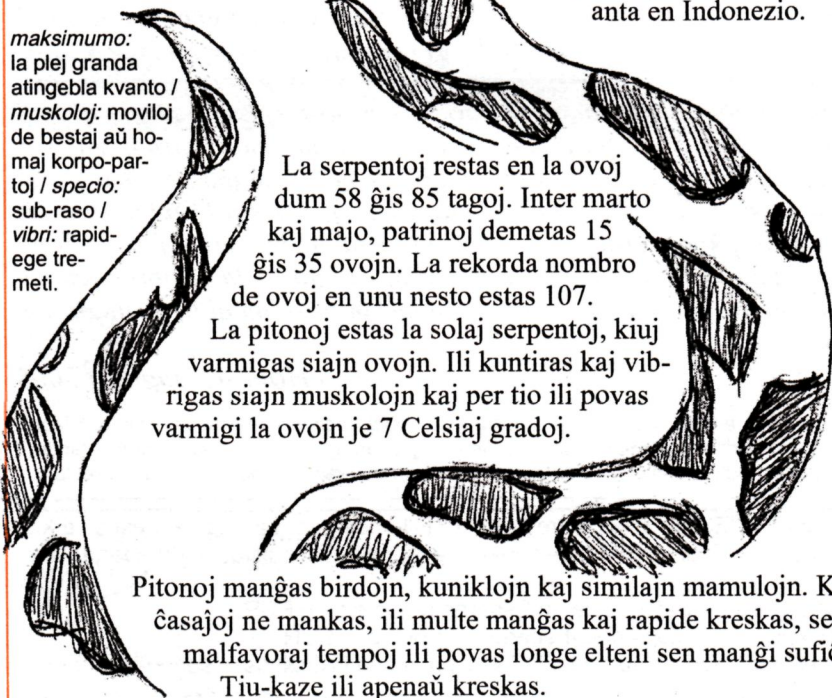 anta en Indonezio.
maksimumo:
la plej granda
atingebla kvanto /
muskoloj: moviloj
de bestaj aŭ ho-
maj korpo-par-
toj / specio:
sub-raso /
vibri: rapid-
ege tre-
meti.
La serpentoj restas en la ovoj
dum 58 ĝis 85 tagoj. Inter marto
kaj majo, patrinoj demetas 15
ĝis 35 ovojn. La rekorda nombro
de ovoj en unu nesto estas 107.
La pitonoj estas la solaj serpentoj, kiuj
varmigas siajn ovojn. Ili kuntiras kaj vib-
rigas siajn muskolojn kaj per tio ili povas
varmigi la ovojn je 7 Celsiaj gradoj.
Pitonoj manĝas birdojn, kuniklojn kaj similajn mamulojn. K
ĉasaĵoj ne mankas, ili multe manĝas kaj rapide kreskas, se
malfavoraj tempoj ili povas longe elteni sen manĝi sufiĉ
Tiu-kaze ili apenaŭ kreskas.